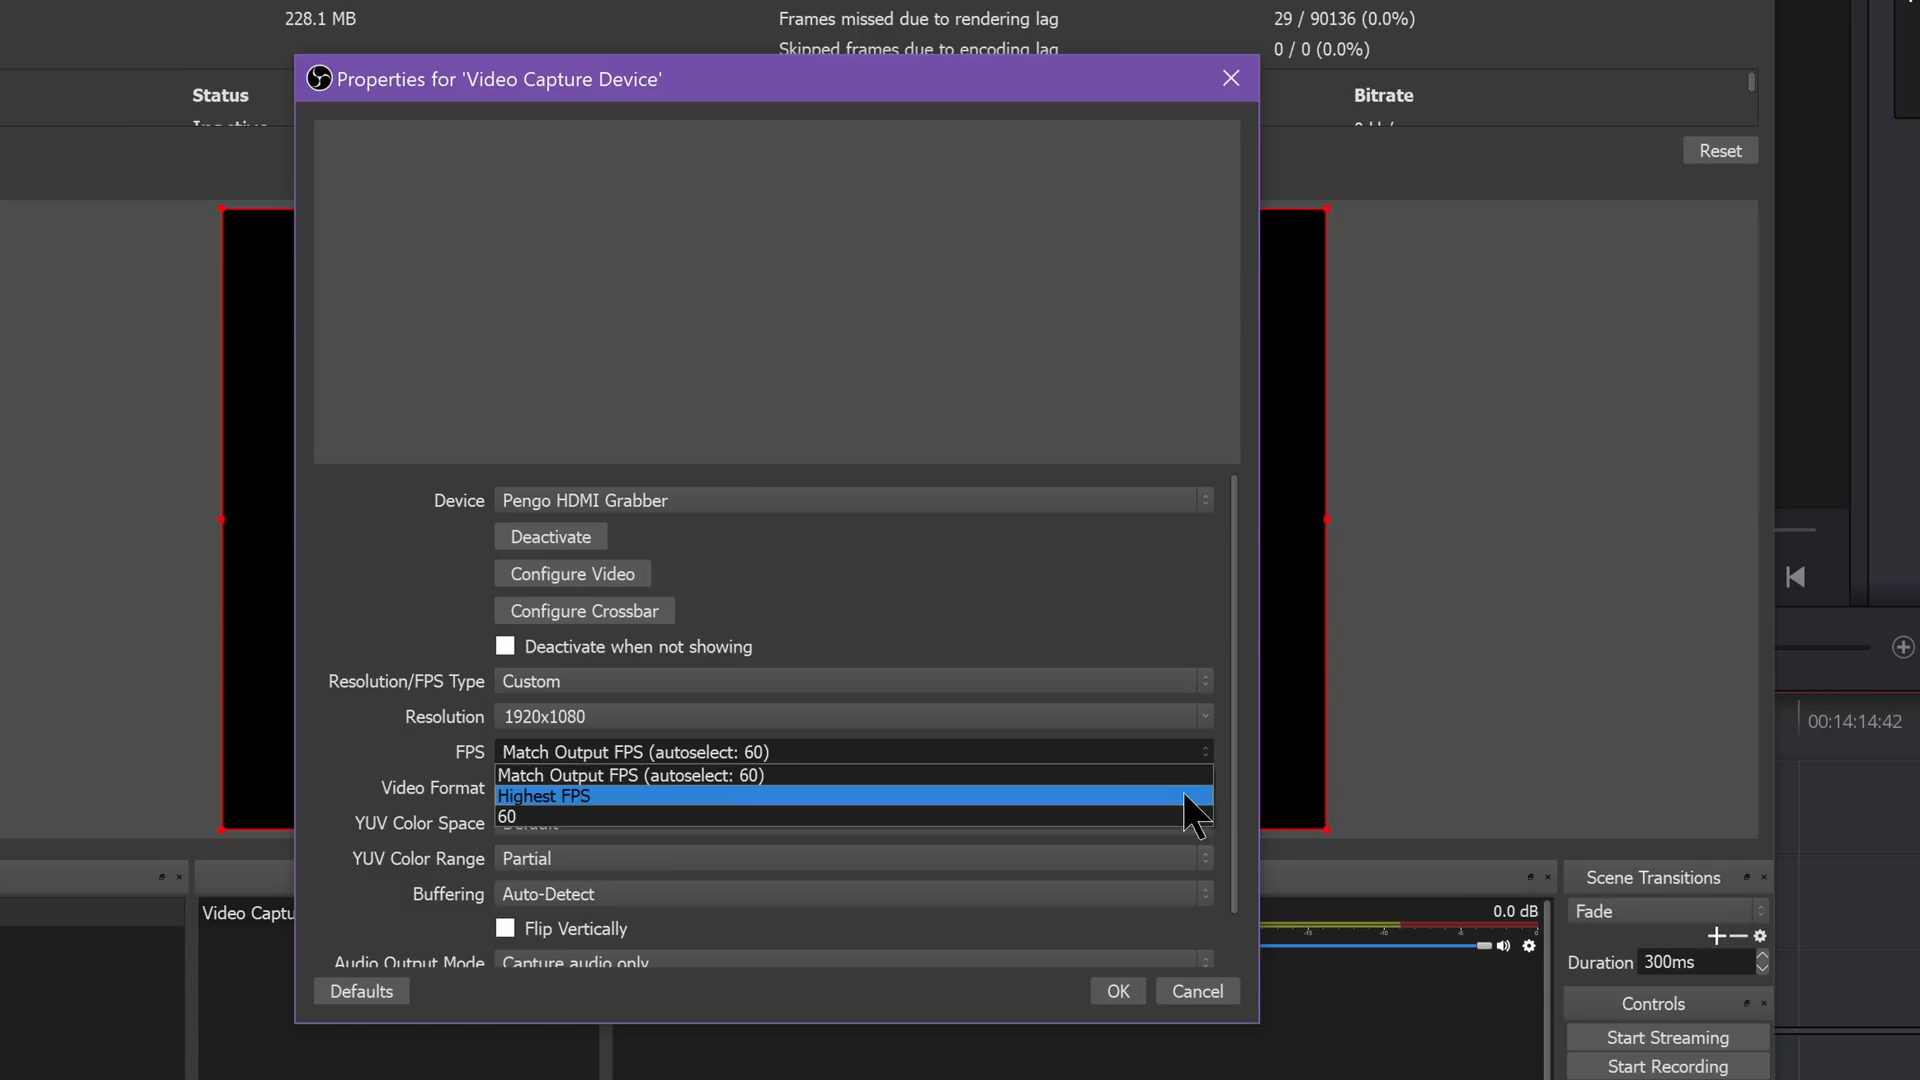 228.1 MB
Frames missed due to rendering lag
29 / 90136 (0.0%)
Skipped frames due to encoding lag
0 / 0 (0.0%)
Properties for 'Video Capture Device'
Status
Bitrate
Inactive
Reset
Device
Pengo HDMI Grabber
Deactivate
Configure Video
Configure Crossbar
Deactivate when not showing
Resolution/FPS Type
Custom
Resolution
1920x1080
FPS
Match Output FPS (autoselect: 60)
Match Output FPS (autoselect: 60)
Video Format
Highest FPS
60
YUV Color Space
Default
YUV Color Range
Partial
Buffering
Auto-Detect
Flip Vertically
Audio Output Mode
Capture audio only
Defaults
OK
Cancel
00:14:14:42
Video Captu
0.0 dB
Scene Transitions
Fade
Duration
300ms
Controls
Start Streaming
Start Recording